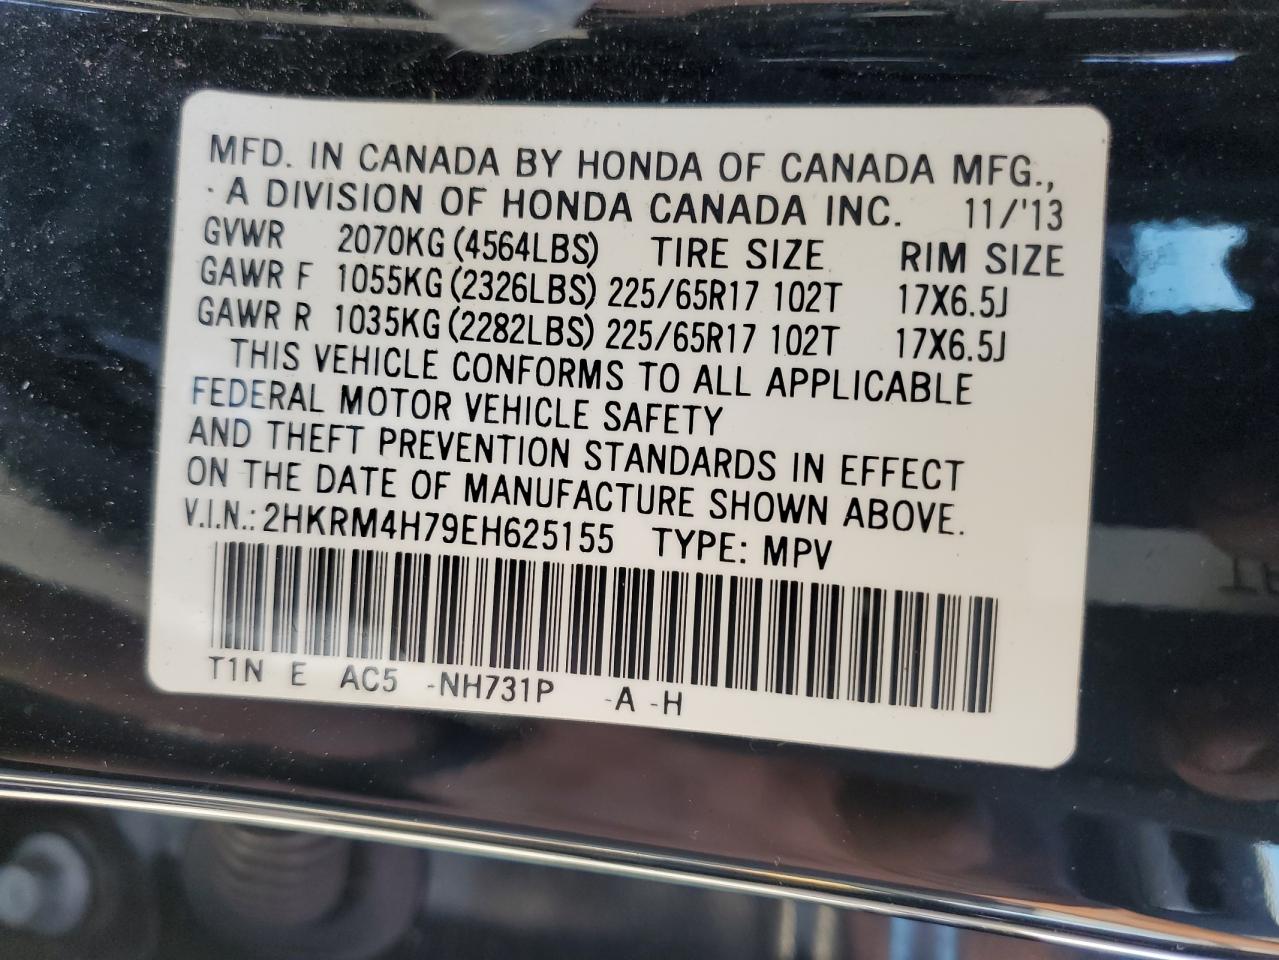 MFD. IN CANADA BY HONDA OF CANADA MFG.,
A DIVISION OF HONDA CANADA INC. 11/'13
GVWR 2070KG (4564LBS) TIRE SIZE RIM SIZE
GAWR F 1055KG (2326LBS) 225/65R17 102T 17X6.5J
GAWR R 1035KG (2282LBS) 225/65R17 102T 17X6.5J
THIS VEHICLE CONFORMS TO ALL APPLICABLE
FEDERAL MOTOR VEHICLE SAFETY
AND THEFT PREVENTION STANDARDS IN EFFECT
ON THE DATE OF MANUFACTURE SHOWN ABOVE.
V.I.N.: 2HKRM4H79EH625155 TYPE: MPV
T1N E AC5 -NH731P -A -H